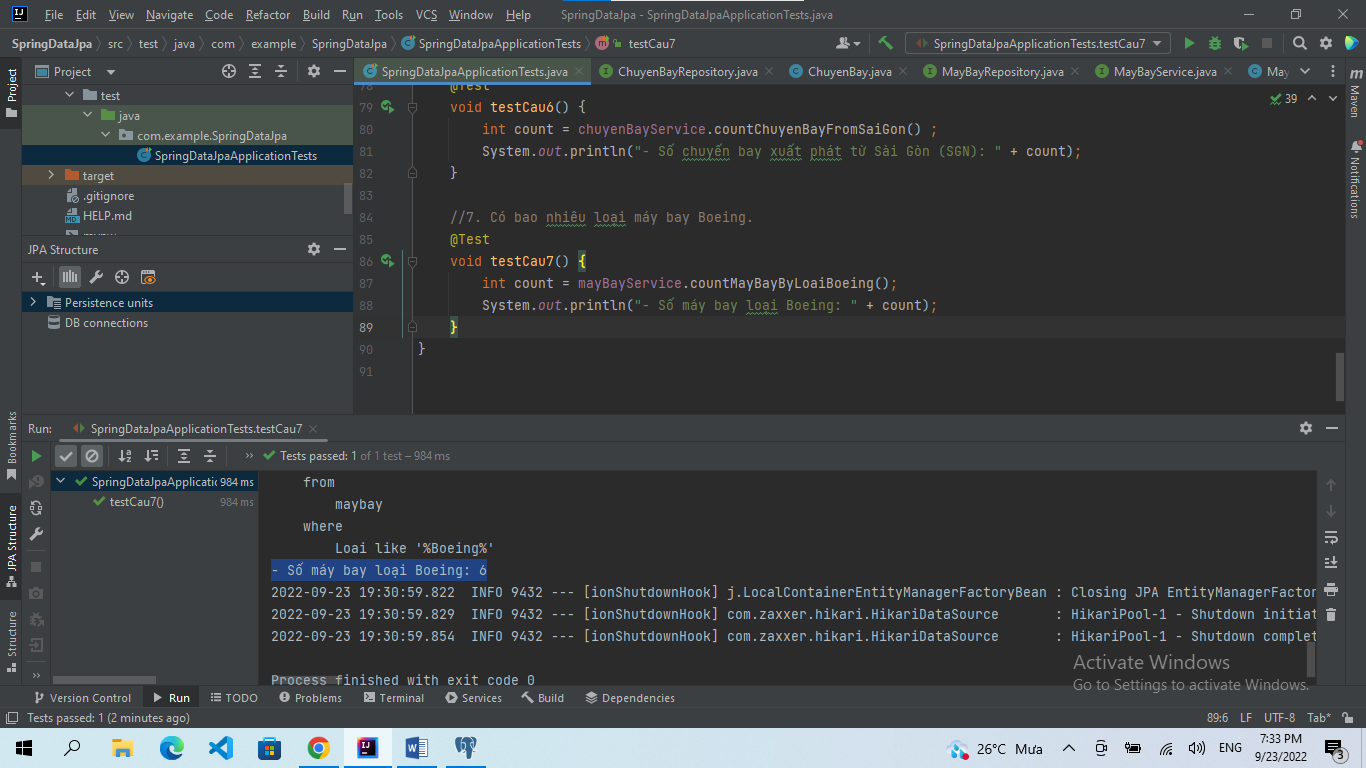 File Edit View Navigate Code Refactor Build Run Tools VCS Window Help SpringDataJpa - SpringDataJpaApplicationTests.java
SpringDataJpa src test java com example SpringDataJpa SpringDataJpaApplicationTests testCau7 SpringDataJpaApplicationTests.testCau7
Project
SpringDataJpaApplicationTests.java ChuyenBayRepository.java ChuyenBay.java MayBayRepository.java MayBayService.java May
test
java
com.example.SpringDataJpa
SpringDataJpaApplicationTests
target
.gitignore
HELP.md
JPA Structure
Persistence units
DB connections
78 @Test
79 void testCau6() {
80 int count = chuyenBayService.countChuyenBayFromSaiGon() ;
81 System.out.println("- Số chuyến bay xuất phát từ Sài Gòn (SGN): " + count);
82 }
83
84 //7. Có bao nhiêu loại máy bay Boeing.
85 @Test
86 void testCau7() {
87 int count = mayBayService.countMayBayByLoaiBoeing();
88 System.out.println("- Số máy bay loại Boeing: " + count);
89 }
90 }
91
39
Project
Bookmarks
JPA Structure
Structure
Maven
Notifications
Run: SpringDataJpaApplicationTests.testCau7
Tests passed: 1 of 1 test – 984 ms
SpringDataJpaApplicatic 984 ms
testCau7() 984 ms
from
maybay
where
Loai like '%Boeing%'
- Số máy bay loại Boeing: 6
2022-09-23 19:30:59.822 INFO 9432 --- [ionShutdownHook] j.LocalContainerEntityManagerFactoryBean : Closing JPA EntityManagerFactor
2022-09-23 19:30:59.829 INFO 9432 --- [ionShutdownHook] com.zaxxer.hikari.HikariDataSource : HikariPool-1 - Shutdown initiat
2022-09-23 19:30:59.854 INFO 9432 --- [ionShutdownHook] com.zaxxer.hikari.HikariDataSource : HikariPool-1 - Shutdown complet
Process finished with exit code 0
Activate Windows
Go to Settings to activate Windows.
Version Control Run TODO Problems Terminal Services Build Dependencies
Tests passed: 1 (2 minutes ago) 89:6 LF UTF-8 Tab*
26°C Mưa ENG 7:33 PM
9/23/2022 3